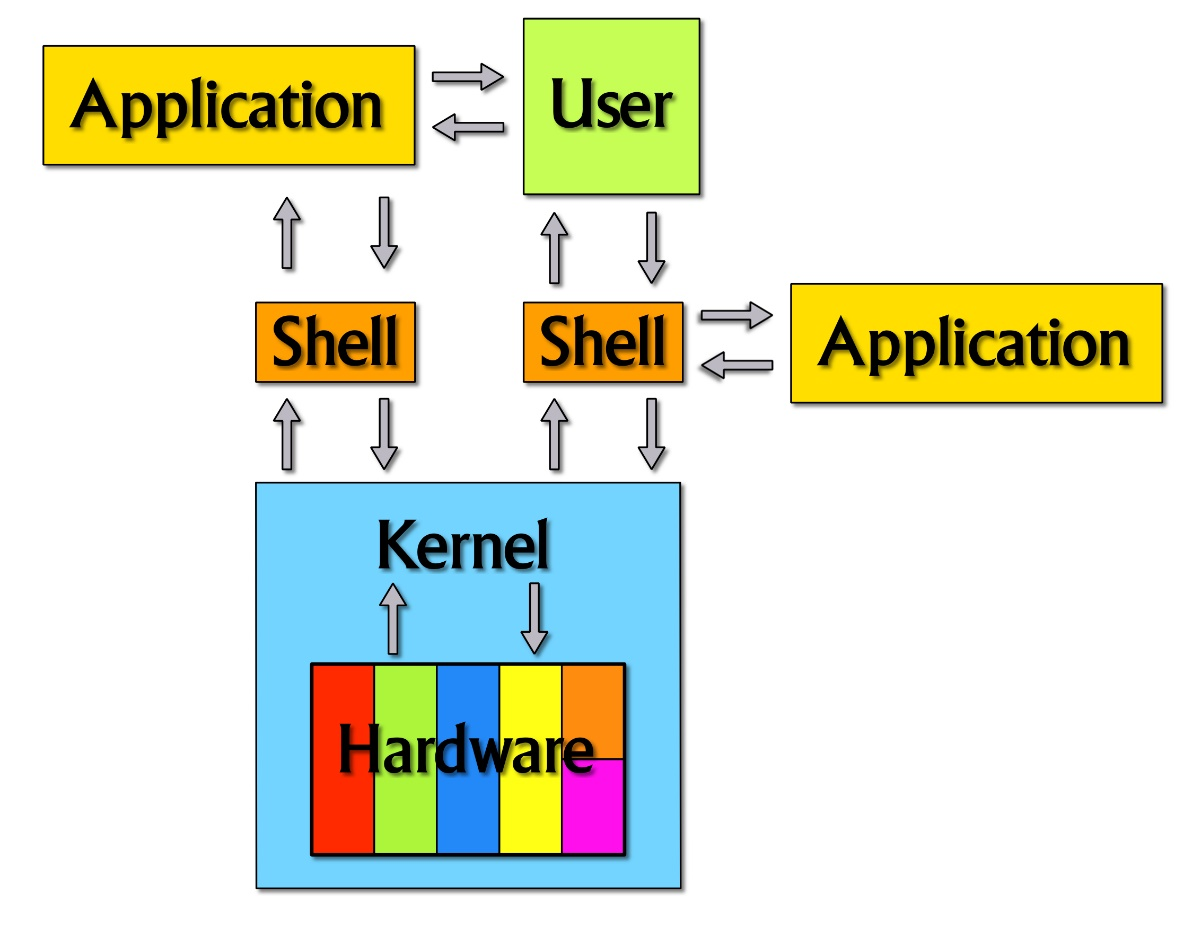 Application
User
Shell
Shell
Application
Kernel
Hardware